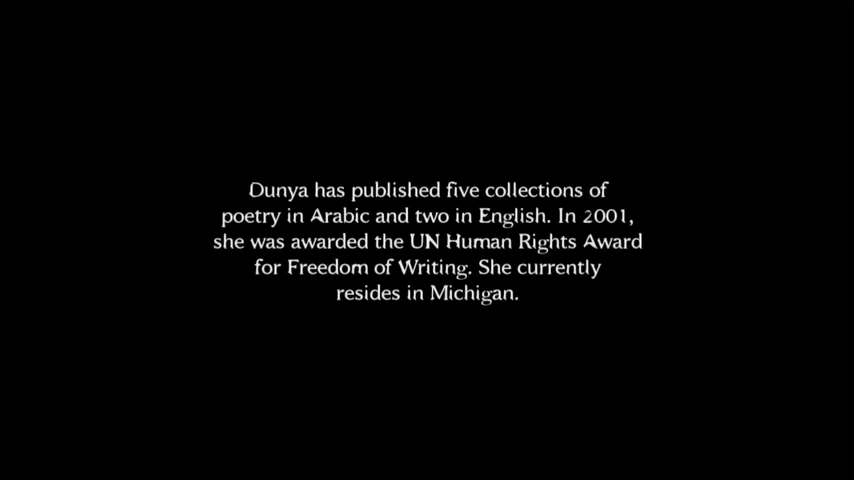 Dunya has published five collections of
poetry in Arabic and two in English. In 2001,
she was awarded the UN Human Rights Award
for Freedom of Writing. She currently
resides in Michigan.